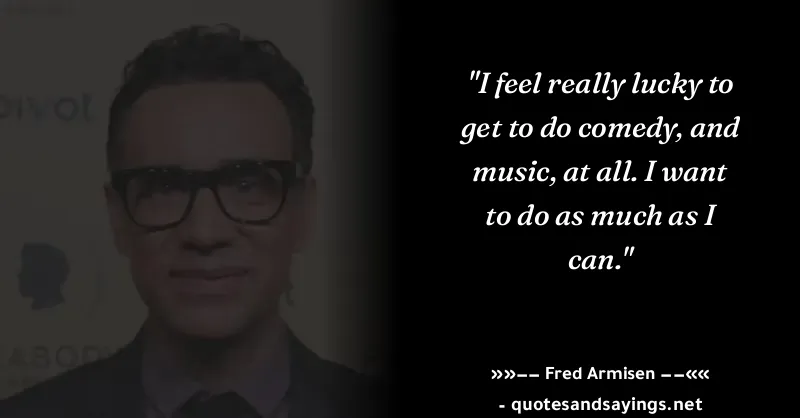 pivot
"I feel really lucky to
get to do comedy, and
music, at all. I want
to do as much as I
can."
»»−− Fred Armisen −−««
- quotesandsayings.net